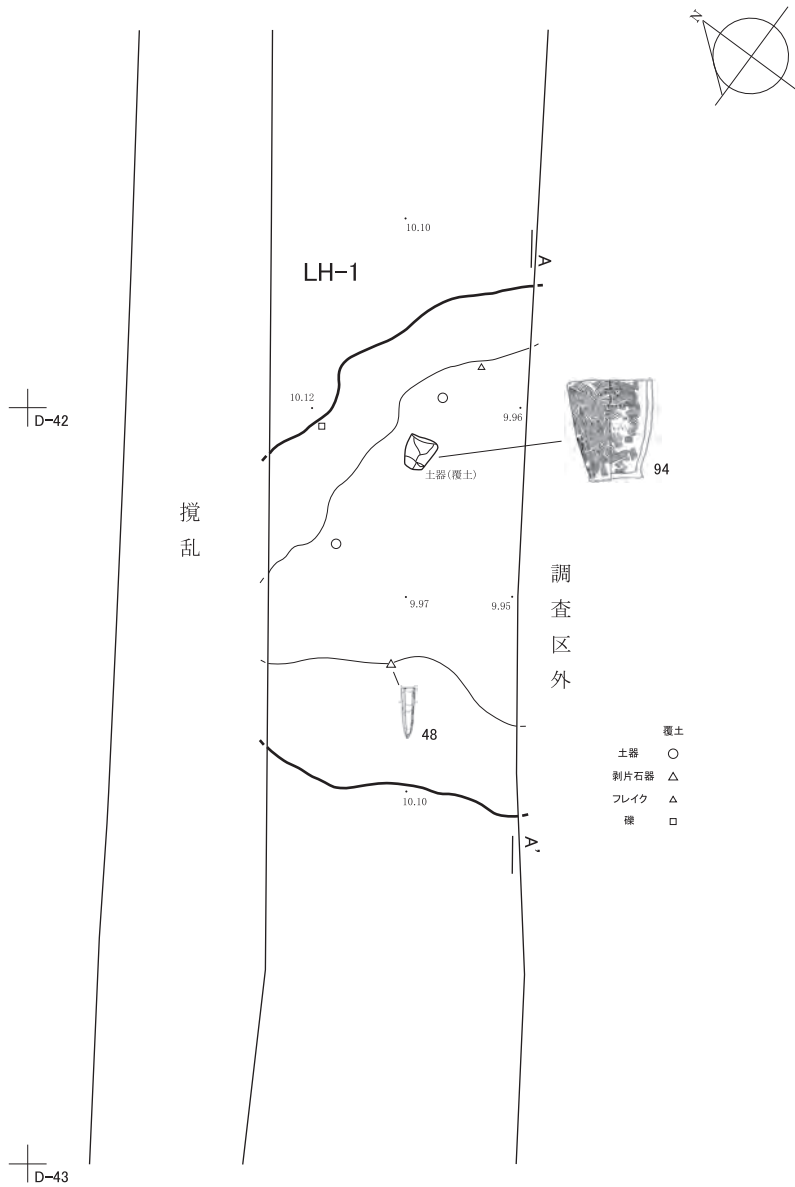 N
10.10
A
LH-1
10.12
D-42
9.96
94
土器(覆土)
撹乱
調査区外
9.97
9.95
48
覆土
土器
剥片石器
フレイク
礫
10.10
A'
D-43